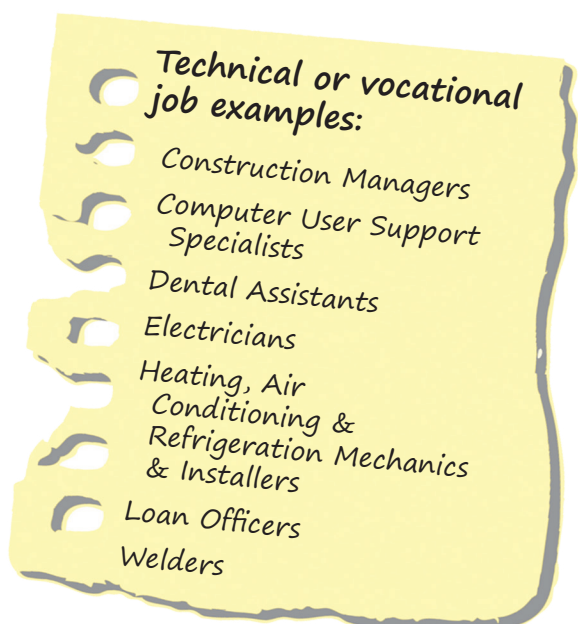 Technical or vocational
job examples:
Construction Managers
Computer User Support
Specialists
Dental Assistants
Electricians
Heating, Air
Conditioning &
Refrigeration Mechanics
& Installers
Loan Officers
Welders